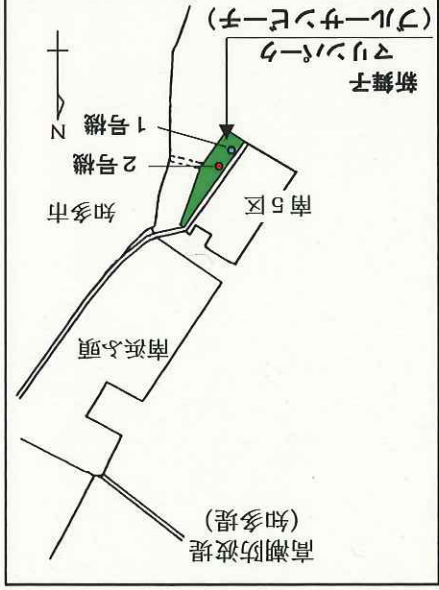 高潮防波堤
(知多堤)
南浜ふ頭
知多市
南5区
2号機
1号機
N
新舞子
マリンパーク
(ブルーサンビーチ)